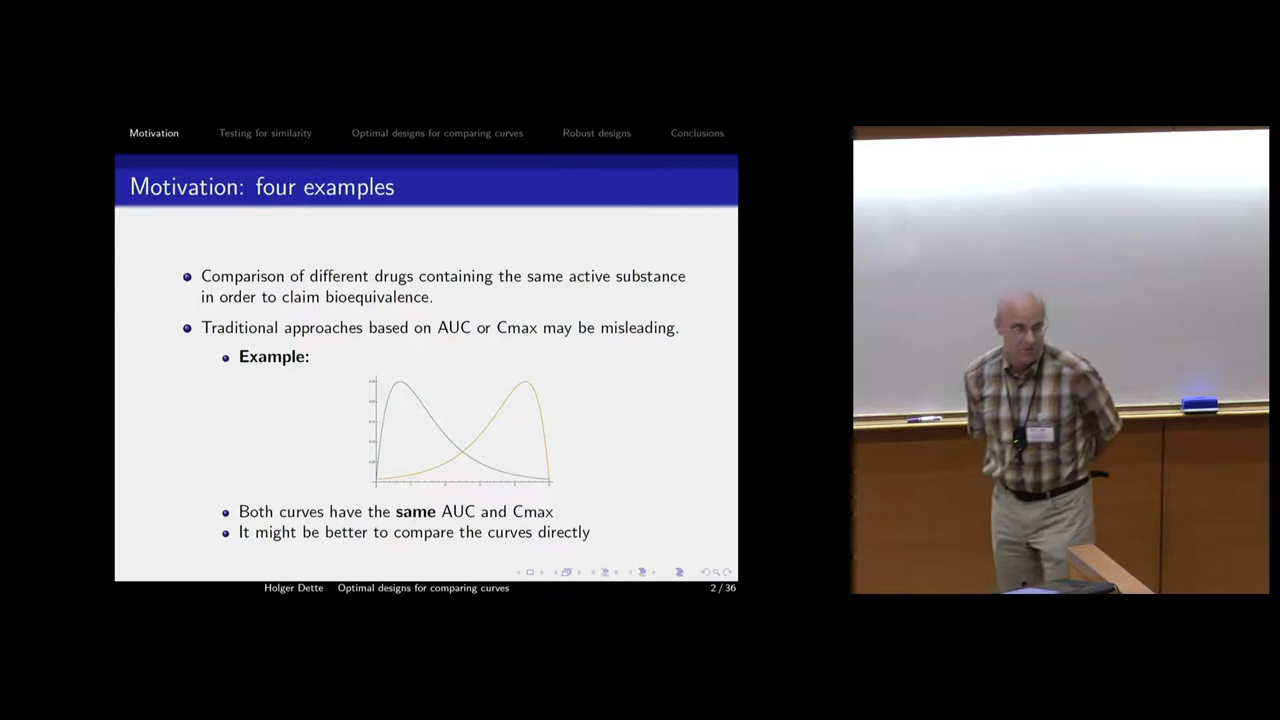 Motivation Testing for similarity Optimal designs for comparing curves Robust designs Conclusions
Motivation: four examples
Comparison of different drugs containing the same active substance
in order to claim bioequivalence.
Traditional approaches based on AUC or Cmax may be misleading.
Example:
Both curves have the same AUC and Cmax
It might be better to compare the curves directly
Holger Dette Optimal designs for comparing curves 2 / 36